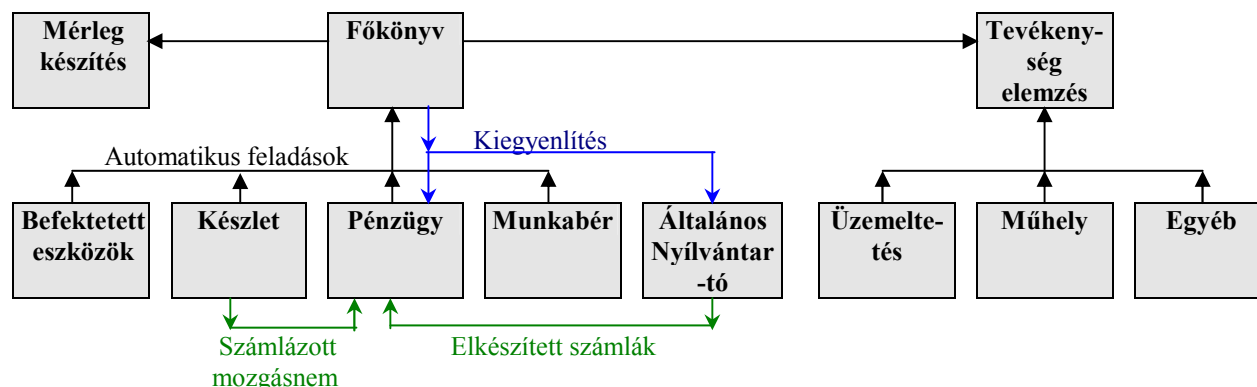 Mérleg
készítés
Főkönyv
Tevékeny-
ség
elemzés
Kiegyenlítés
Automatikus feladások
Befektetett
eszközök
Készlet
Pénzügy
Munkabér
Általános
Nyílvántar
-tó
Üzemelte-
tés
Műhely
Egyéb
Számlázott
mozgásnem
Elkészített számlák